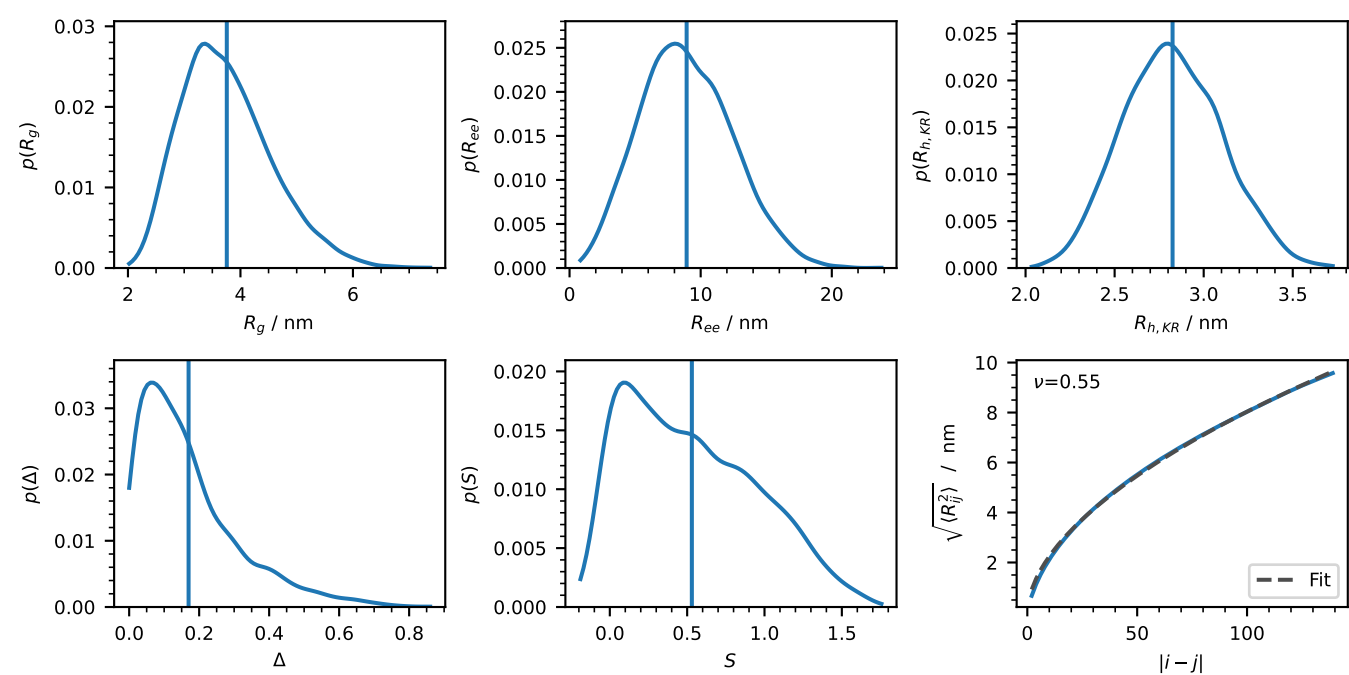 0.03
0.02
0.01
0.00
p(R_g)
2 4 6
R_g / nm
0.025
0.020
0.015
0.010
0.005
0.000
p(R_ee)
0 10 20
R_ee / nm
0.025
0.020
0.015
0.010
0.005
0.000
p(R_h,KR)
2.0 2.5 3.0 3.5
R_h,KR / nm
0.03
0.02
0.01
0.00
p(Δ)
0.0 0.2 0.4 0.6 0.8
Δ
0.020
0.015
0.010
0.005
0.000
p(S)
0.0 0.5 1.0 1.5
S
10
8
6
4
2
√⟨R²_ij⟩ / nm
ν=0.55
Fit
0 50 100
|i − j|